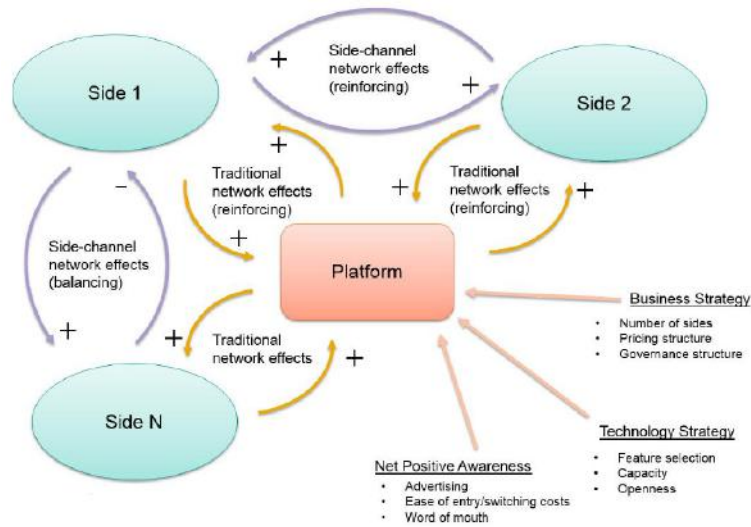 Side 1
+
Side-channel
network effects
(reinforcing)
+
Side 2
+
−
Traditional
network effects
(reinforcing)
+
+
Traditional
network effects
(reinforcing)
+
Side-channel
network effects
(balancing)
+
Platform
+
Traditional
network effects
+
Side N
Business Strategy
• Number of sides
• Pricing structure
• Governance structure
Technology Strategy
• Feature selection
• Capacity
• Openness
Net Positive Awareness
• Advertising
• Ease of entry/switching costs
• Word of mouth